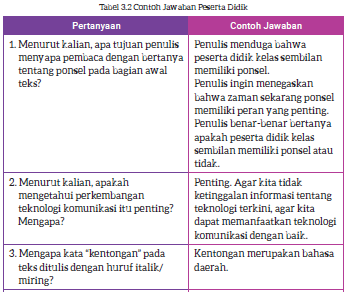 Tabel 3.2 Contoh Jawaban Peserta Didik
Pertanyaan
Contoh Jawaban
1. Menurut kalian, apa tujuan penulis
menyapa pembaca dengan bertanya
tentang ponsel pada bagian awal
teks?
Penulis menduga bahwa
peserta didik kelas sembilan
memiliki ponsel.
Penulis ingin menegaskan
bahwa zaman sekarang ponsel
memiliki peran yang penting.
Penulis benar-benar bertanya
apakah peserta didik kelas
sembilan memiliki ponsel atau
tidak.
2. Menurut kalian, apakah
mengetahui perkembangan
teknologi komunikasi itu penting?
Mengapa?
Penting. Agar kita tidak
ketinggalan informasi tentang
teknologi terkini, agar kita
dapat memanfaatkan teknologi
komunikasi dengan baik.
3. Mengapa kata “kentongan” pada
teks ditulis dengan huruf italik/
miring?
Kentongan merupakan bahasa
daerah.